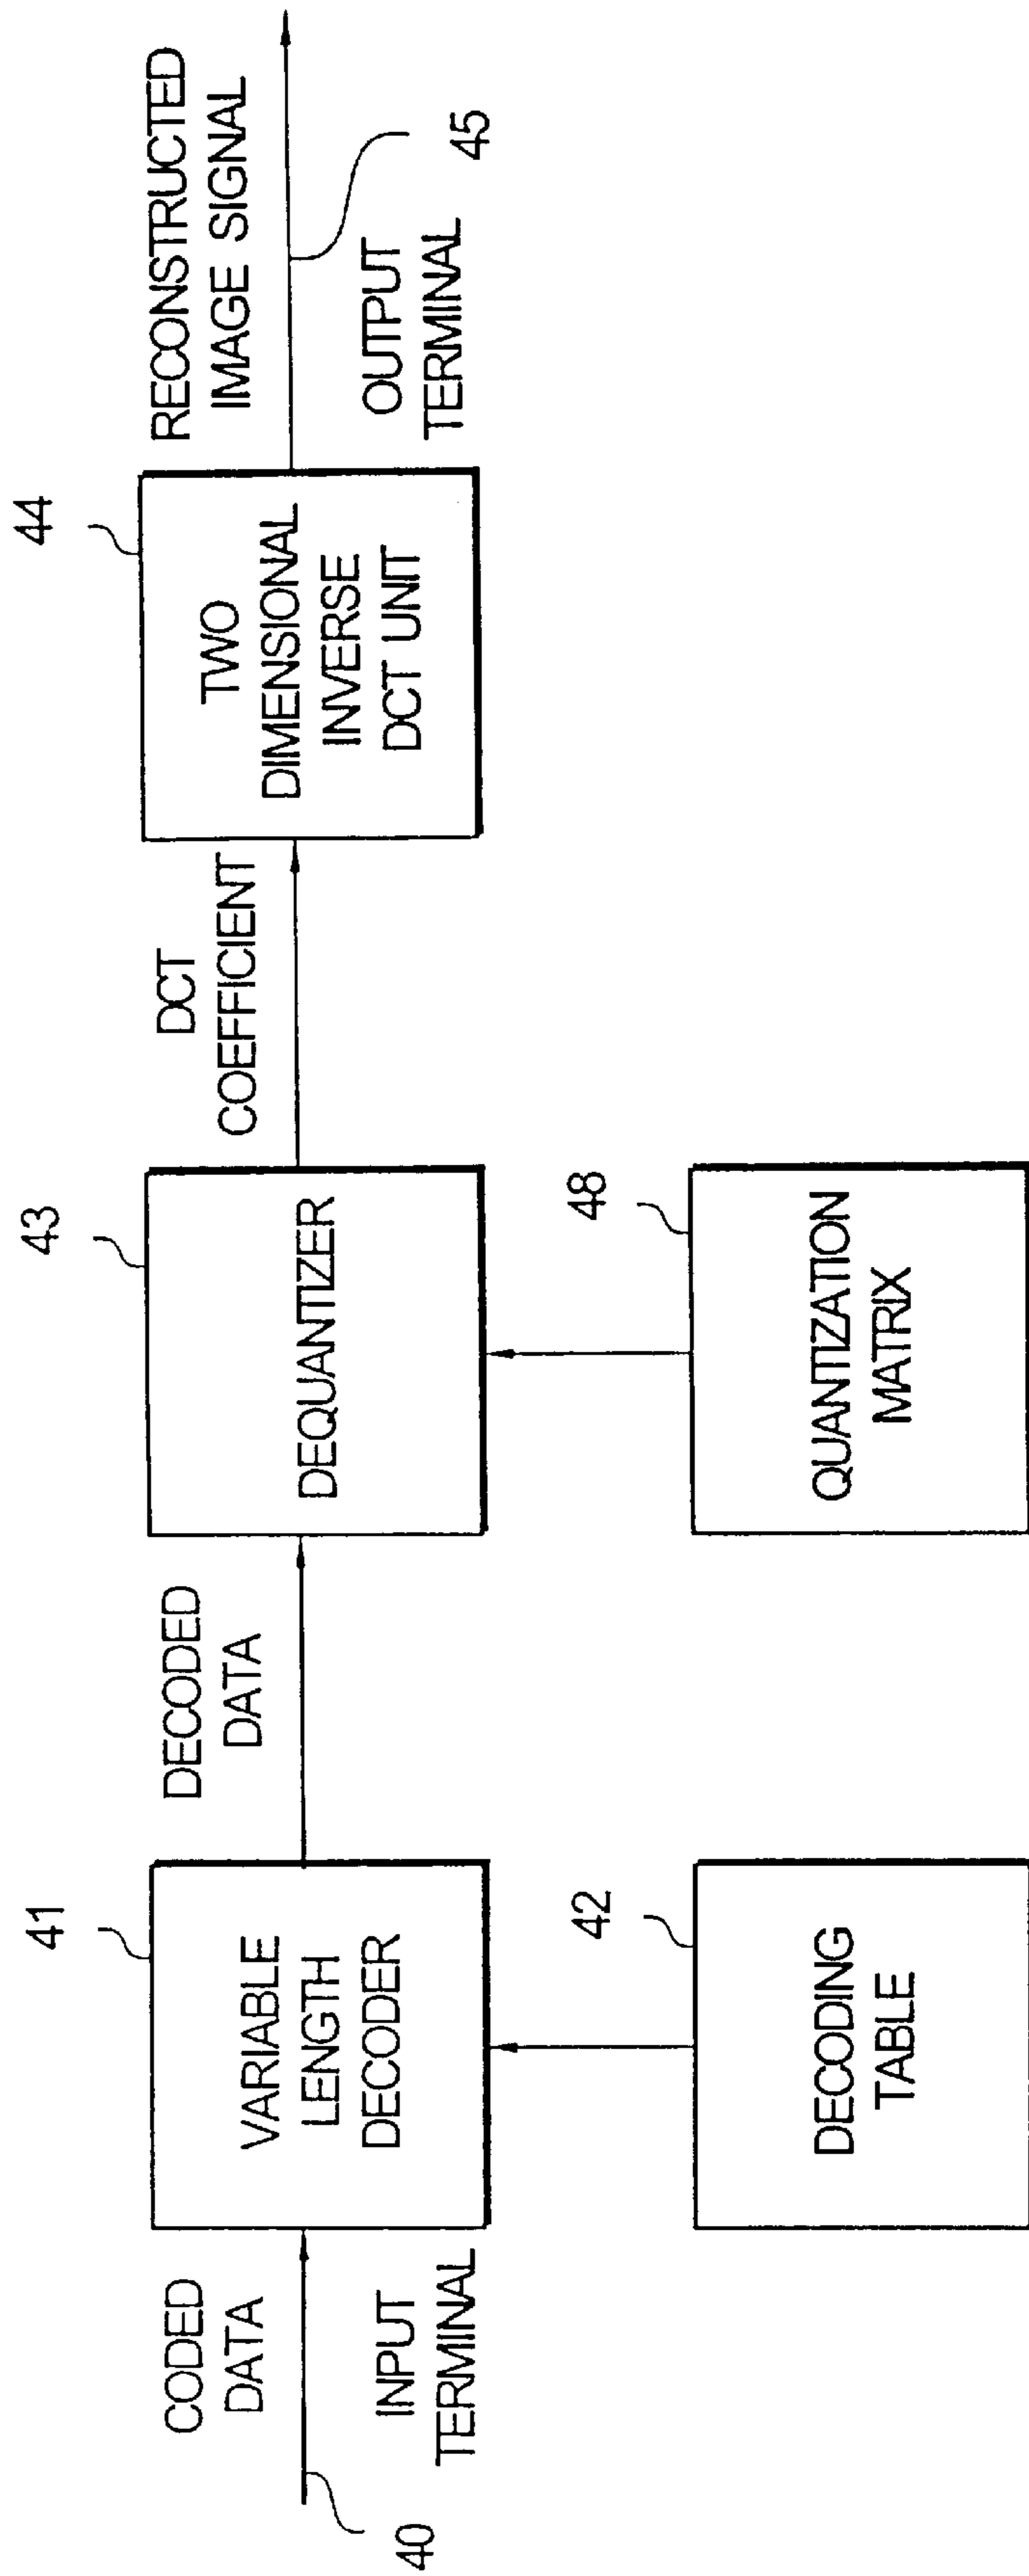 40
CODED
DATA
INPUT
TERMINAL
41
VARIABLE
LENGTH
DECODER
42
DECODING
TABLE
DECODED
DATA
43
DEQUANTIZER
48
QUANTIZATION
MATRIX
DCT
COEFFICIENT
44
TWO
DIMENSIONAL
INVERSE
DCT UNIT
RECONSTRUCTED
IMAGE SIGNAL
OUTPUT
TERMINAL
45